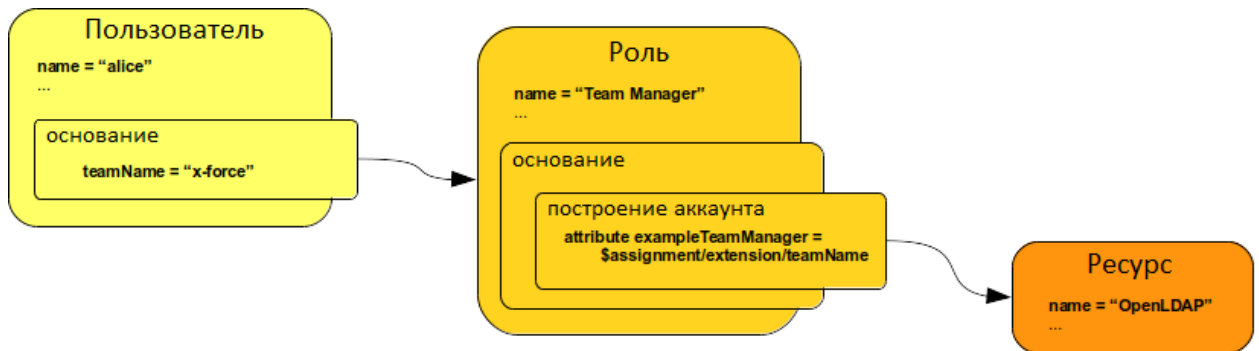 Пользователь
name = “alice”
...
основание
teamName = “x-force”
Роль
name = “Team Manager”
...
основание
построение аккаунта
attribute exampleTeamManager =
$assignment/extension/teamName
Ресурс
name = “OpenLDAP”
...